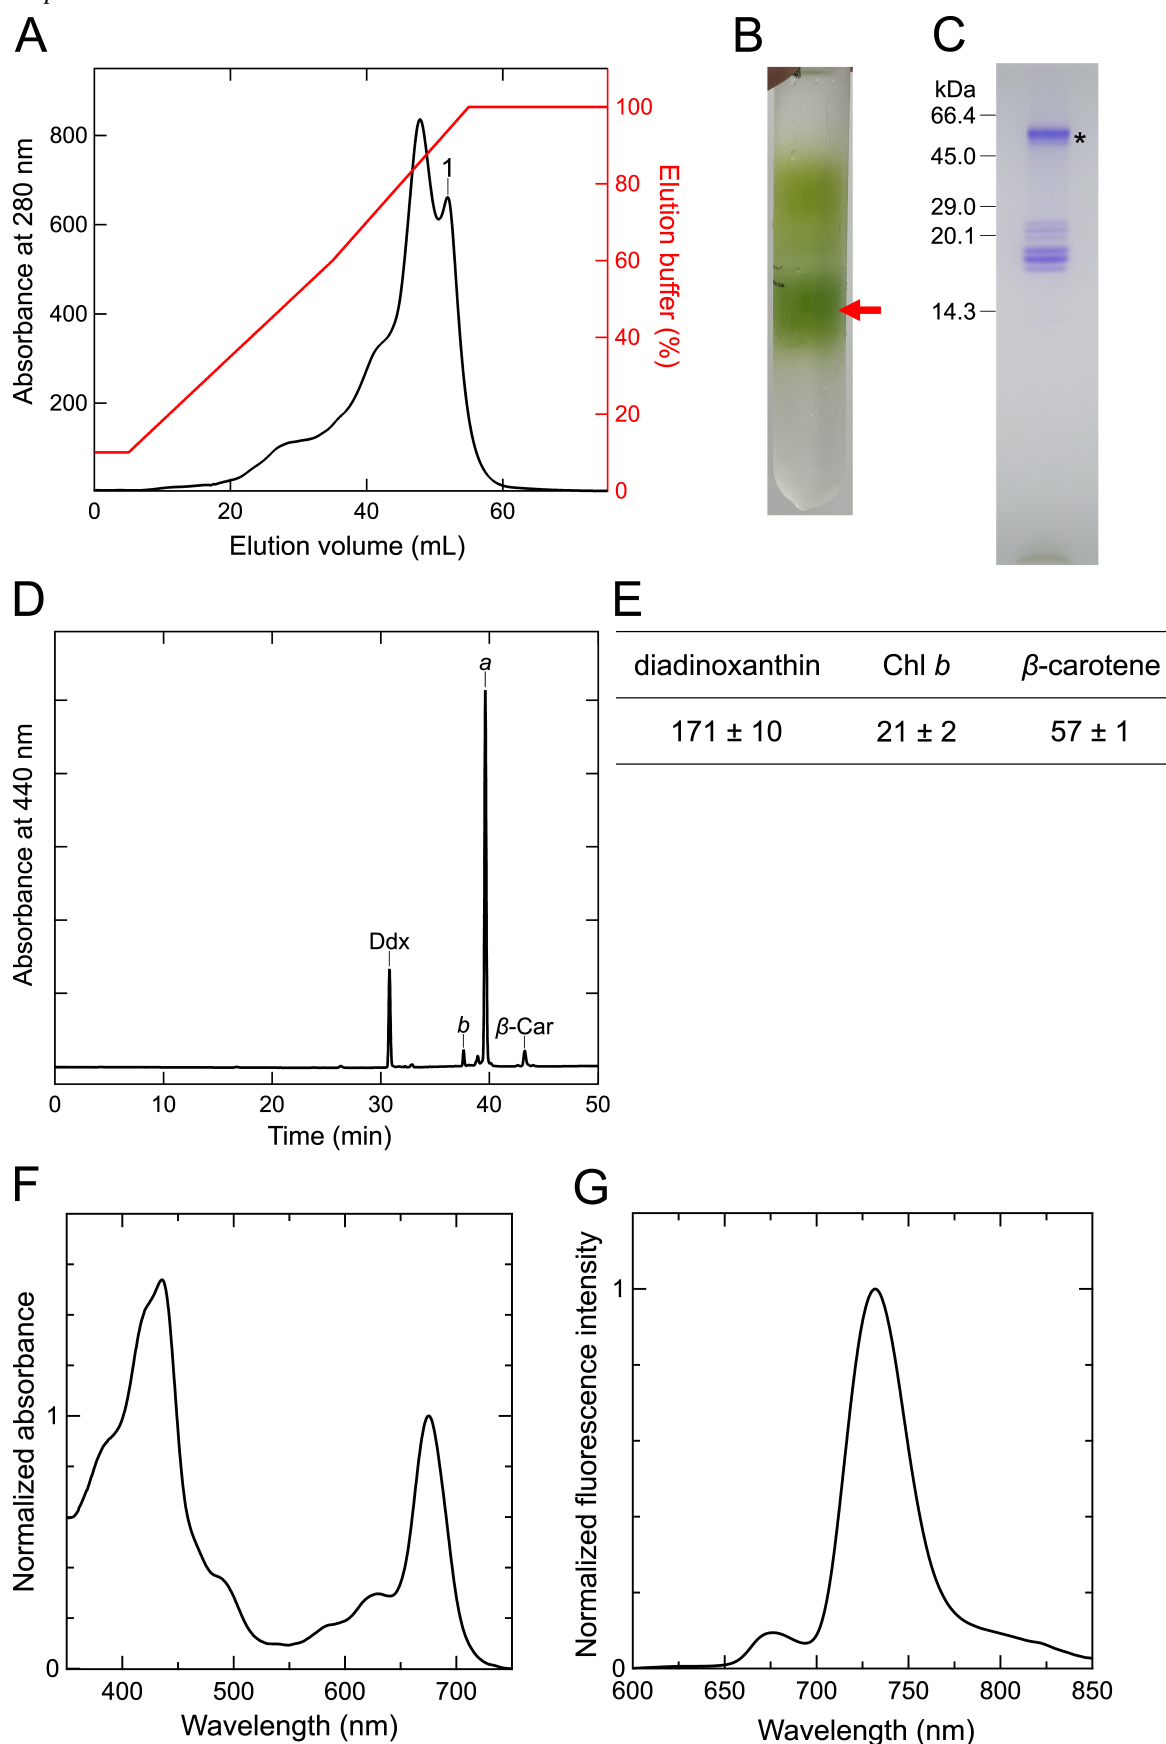 A
Absorbance at 280 nm
800
600
400
200
1
100
80
60
40
20
0
Elution buffer (%)
0 20 40 60
Elution volume (mL)
B
C
kDa
66.4
*
45.0
29.0
20.1
14.3
D
Absorbance at 440 nm
a
Ddx
b β-Car
0 10 20 30 40 50
Time (min)
E
diadinoxanthin Chl b β-carotene
171 ± 10 21 ± 2 57 ± 1
F
Normalized absorbance
1
0
400 500 600 700
Wavelength (nm)
G
Normalized fluorescence intensity
1
0
600 650 700 750 800 850
Wavelength (nm)